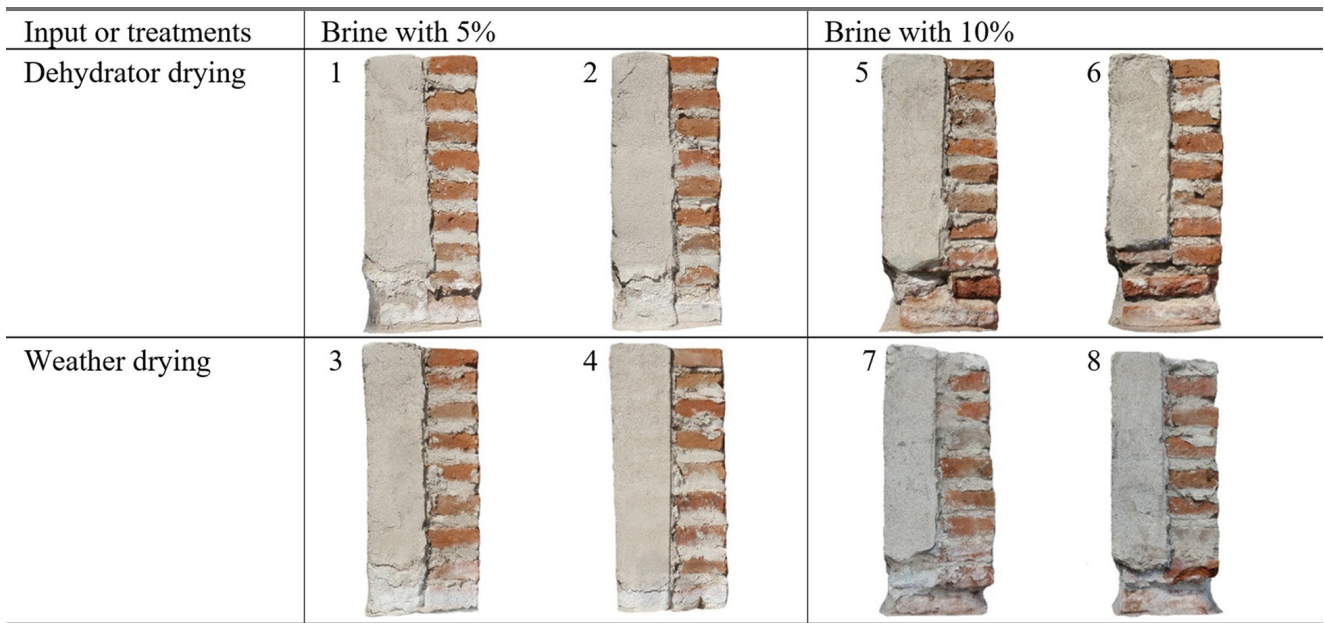 Input or treatments Brine with 5% Brine with 10%
Dehydrator drying 1 2 5 6
Weather drying 3 4 7 8